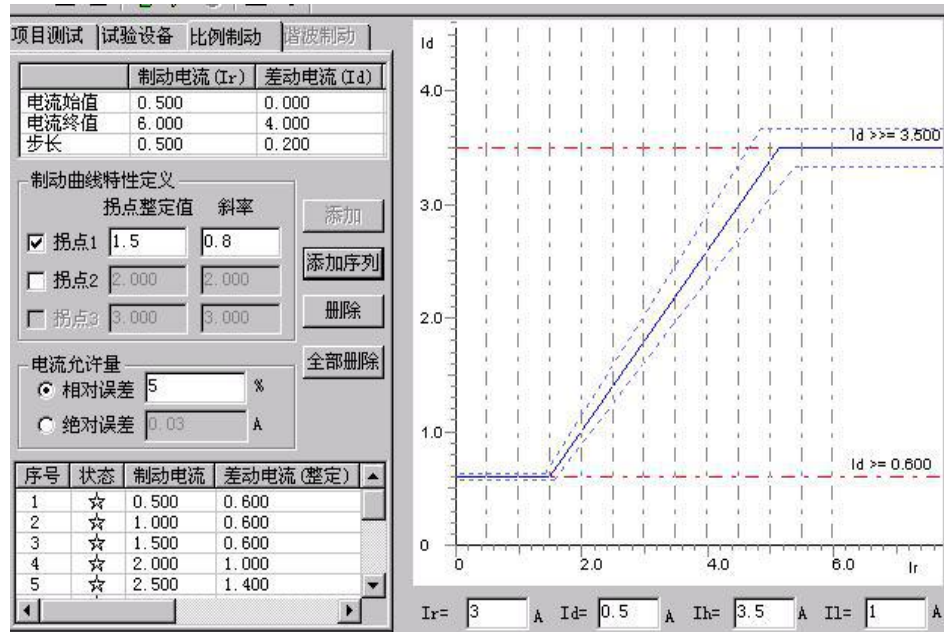 项目测试 试验设备 比例制动 谐波制动
制动电流(Ir) 差动电流(Id)
电流始值 0.500 0.000
电流终值 6.000 4.000
步长 0.500 0.200
制动曲线特性定义
拐点整定值 斜率
拐点1 1.5 0.8
拐点2 2.000 2.000
拐点3 3.000 3.000
添加
添加序列
删除
全部删除
电流允许量
相对误差 5 %
绝对误差 0.03 A
序号 状态 制动电流 差动电流(整定)
1 ☆ 0.500 0.600
2 ☆ 1.000 0.600
3 ☆ 1.500 0.600
4 ☆ 2.000 1.000
5 ☆ 2.500 1.400
Id
4.0
Id >>= 3.500
3.0
2.0
1.0
Id >= 0.600
0
0 2.0 4.0 6.0 Ir
Ir= 3 A Id= 0.5 A Ih= 3.5 A Il= 1 A